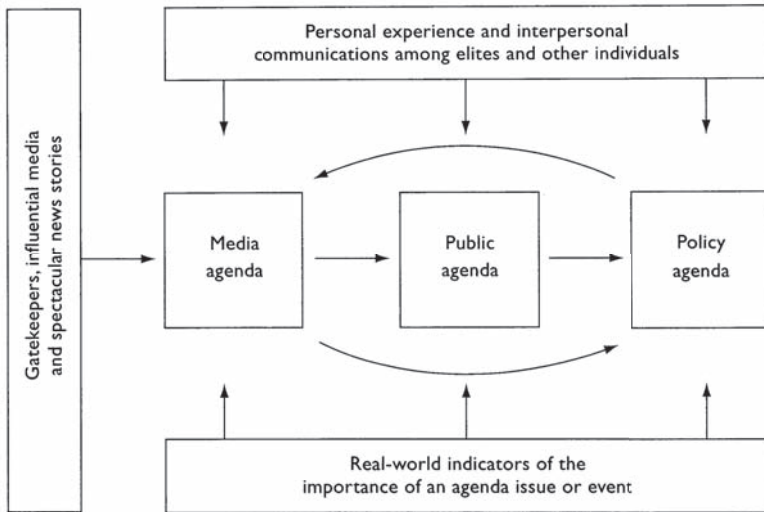 Personal experience and interpersonal
communications among elites and other individuals
Gatekeepers, influential media
and spectacular news stories
Media
agenda
Public
agenda
Policy
agenda
Real-world indicators of the
importance of an agenda issue or event